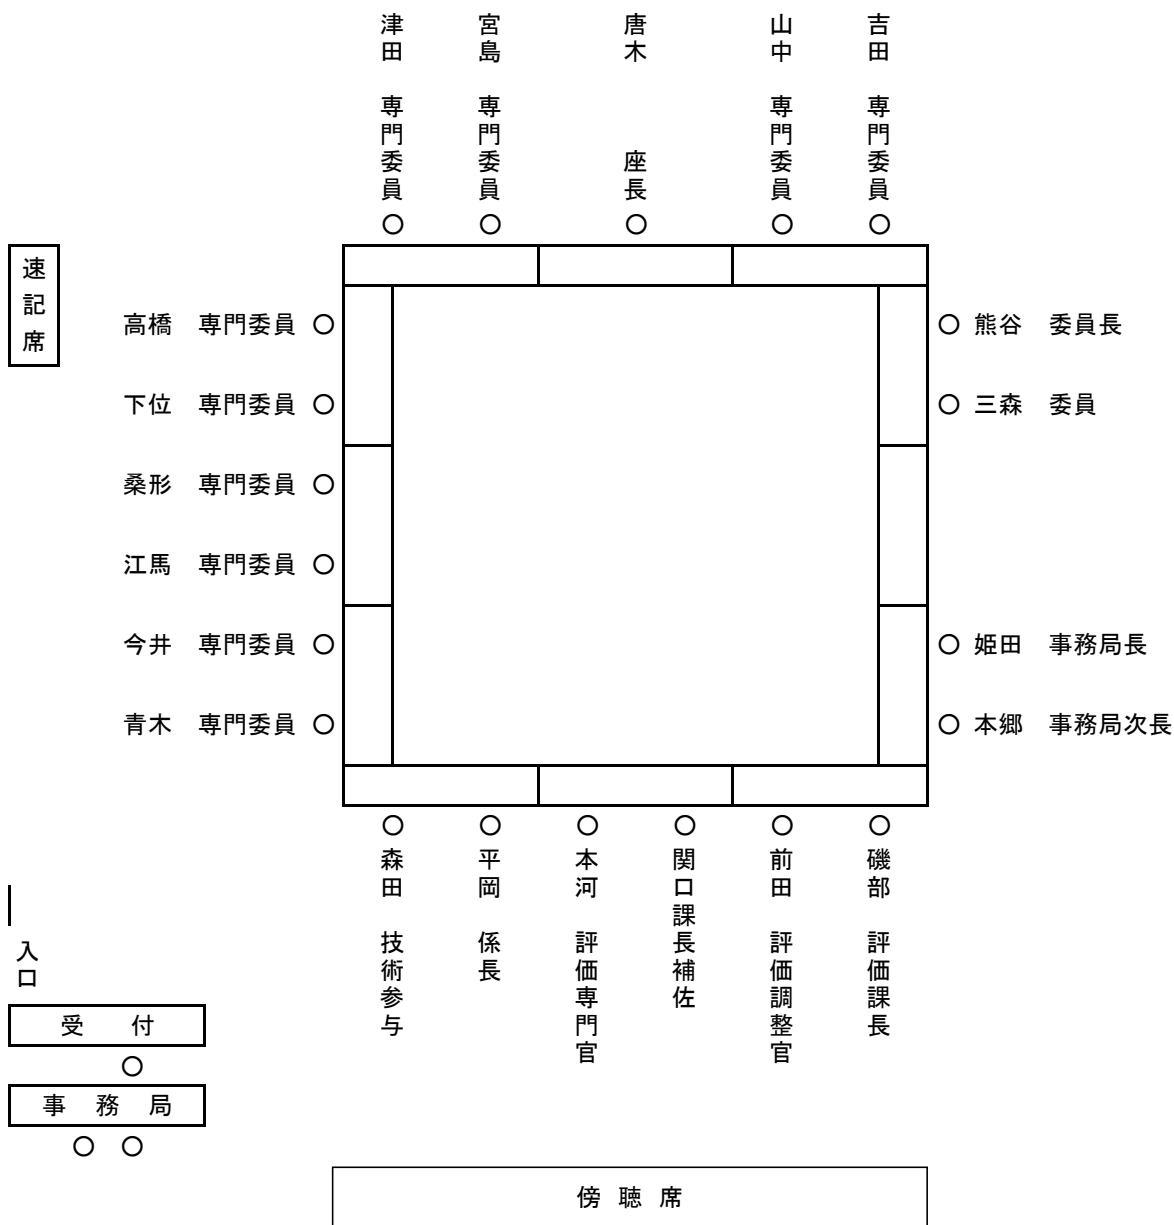 津田　専門委員
宮島　専門委員
唐木　座長
山中　専門委員
吉田　専門委員
速記席
高橋　専門委員
下位　専門委員
桑形　専門委員
江馬　専門委員
今井　専門委員
青木　専門委員
熊谷　委員長
三森　委員
姫田　事務局長
本郷　事務局次長
森田　技術参与
平岡　係長
本河　評価専門官
関口課長補佐
前田　評価調整官
磯部　評価課長
入口
受　付
事　務　局
傍 聴 席